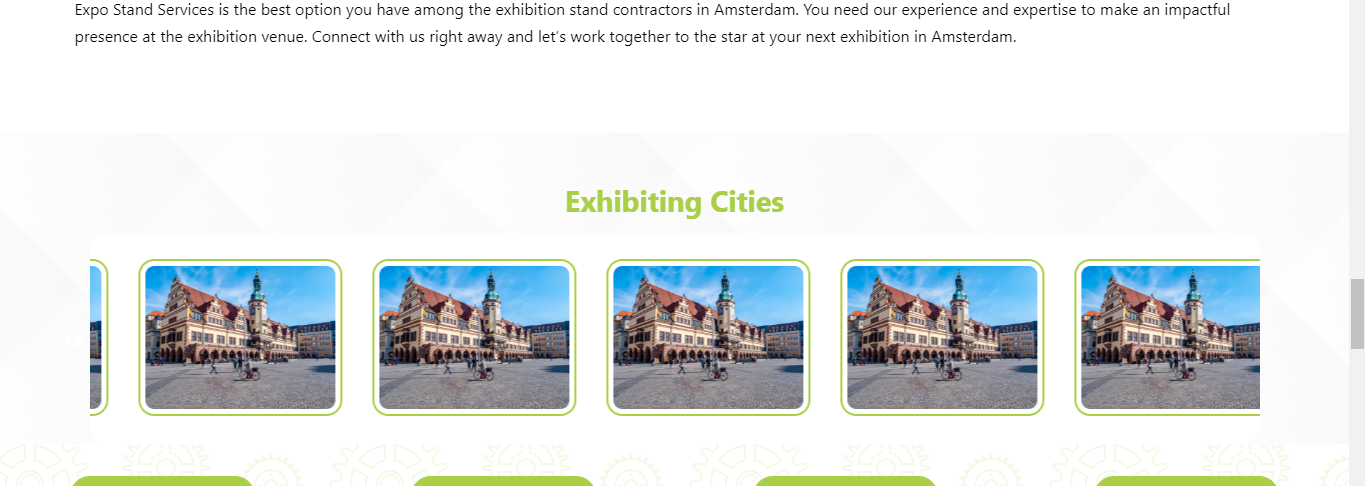 Expo Stand Services is the best option you have among the exhibition stand contractors in Amsterdam. You need our experience and expertise to make an impactful
presence at the exhibition venue. Connect with us right away and let’s work together to the star at your next exhibition in Amsterdam.
Exhibiting Cities